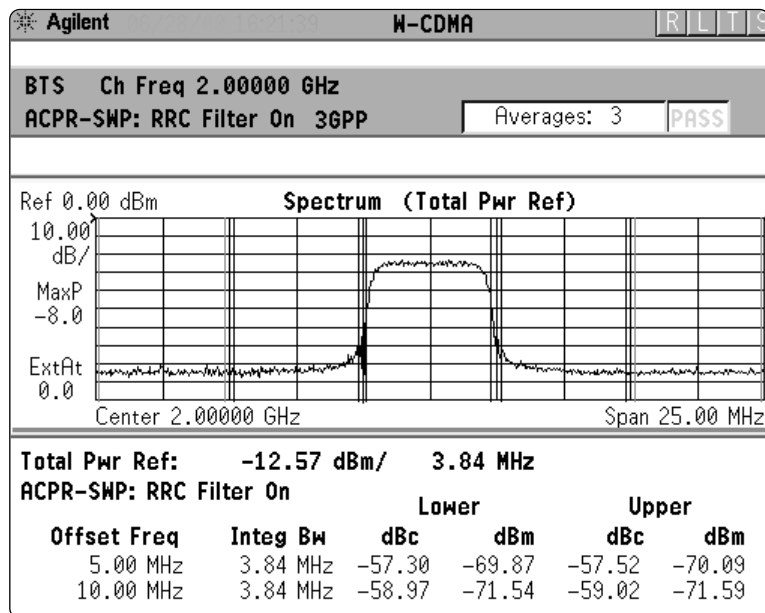 Agilent W-CDMA R L T S
BTS Ch Freq 2.00000 GHz
ACPR-SWP: RRC Filter On 3GPP Averages: 3 PASS
Ref 0.00 dBm Spectrum (Total Pwr Ref)
10.00
dB/
MaxP
-8.0
ExtAt
0.0
Center 2.00000 GHz Span 25.00 MHz
Total Pwr Ref: -12.57 dBm/ 3.84 MHz
ACPR-SWP: RRC Filter On
Lower Upper
Offset Freq Integ Bw dBc dBm dBc dBm
5.00 MHz 3.84 MHz -57.30 -69.87 -57.52 -70.09
10.00 MHz 3.84 MHz -58.97 -71.54 -59.02 -71.59